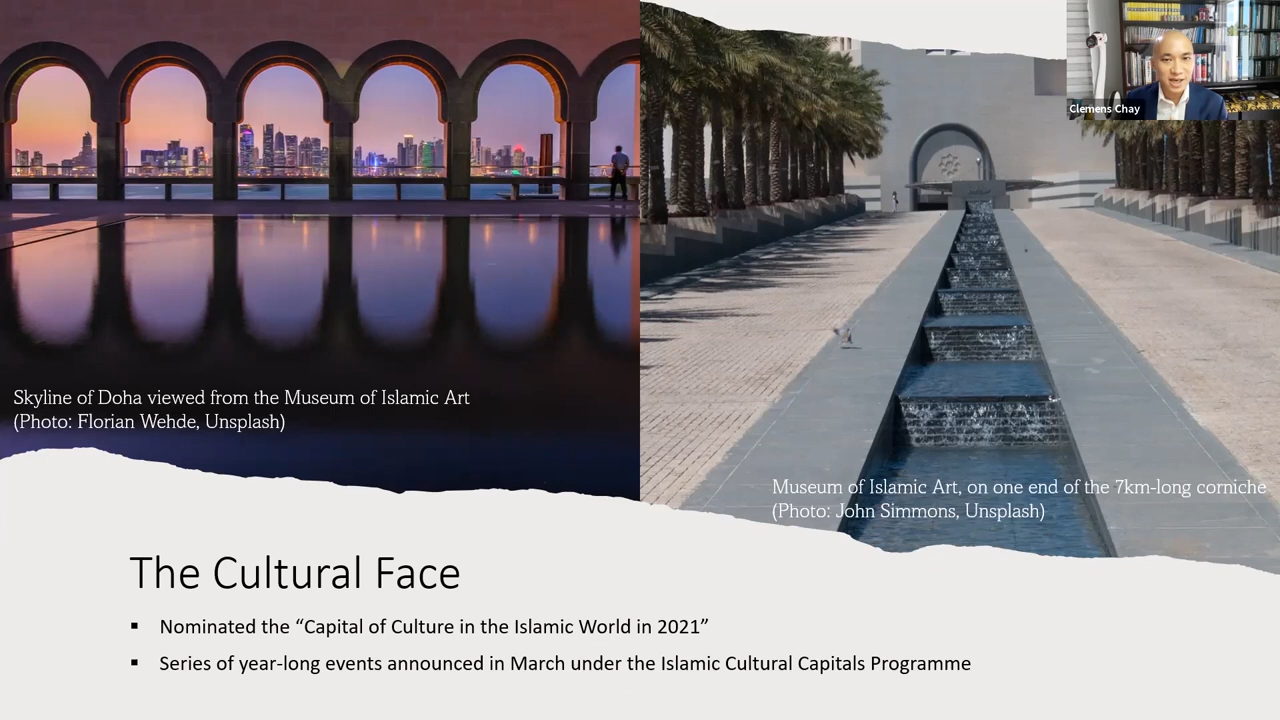 Clemens Chay
Skyline of Doha viewed from the Museum of Islamic Art
(Photo: Florian Wehde, Unsplash)
Museum of Islamic Art, on one end of the 7km-long corniche
(Photo: John Simmons, Unsplash)
The Cultural Face
▪ Nominated the “Capital of Culture in the Islamic World in 2021”
▪ Series of year-long events announced in March under the Islamic Cultural Capitals Programme